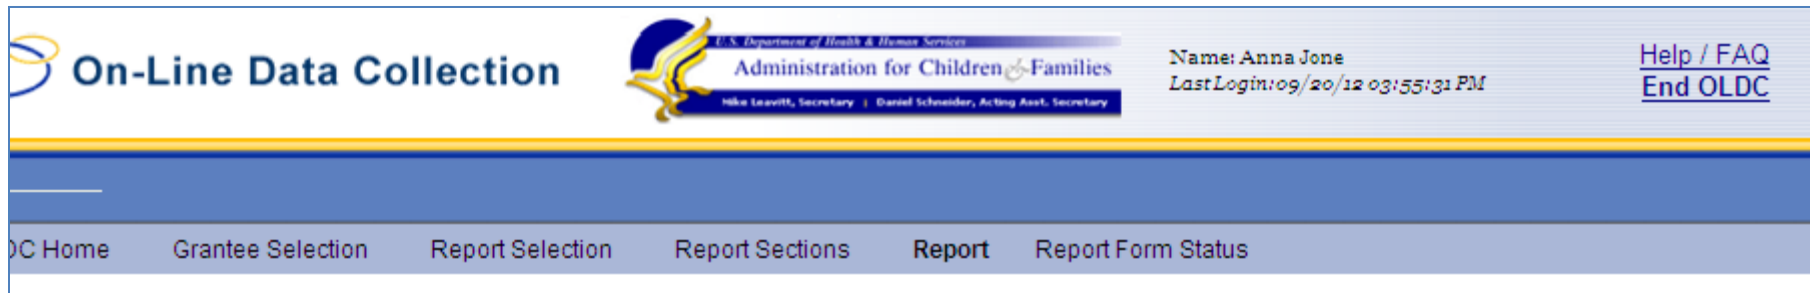 On-Line Data Collection
U.S. Department of Health & Human Services
Administration for Children & Families
Mike Leavitt, Secretary | Daniel Schneider, Acting Asst. Secretary
Name: Anna Jone
Last Login: 09/20/12 03:55:31 PM
Help / FAQ
End OLDC
DC Home Grantee Selection Report Selection Report Sections Report Report Form Status